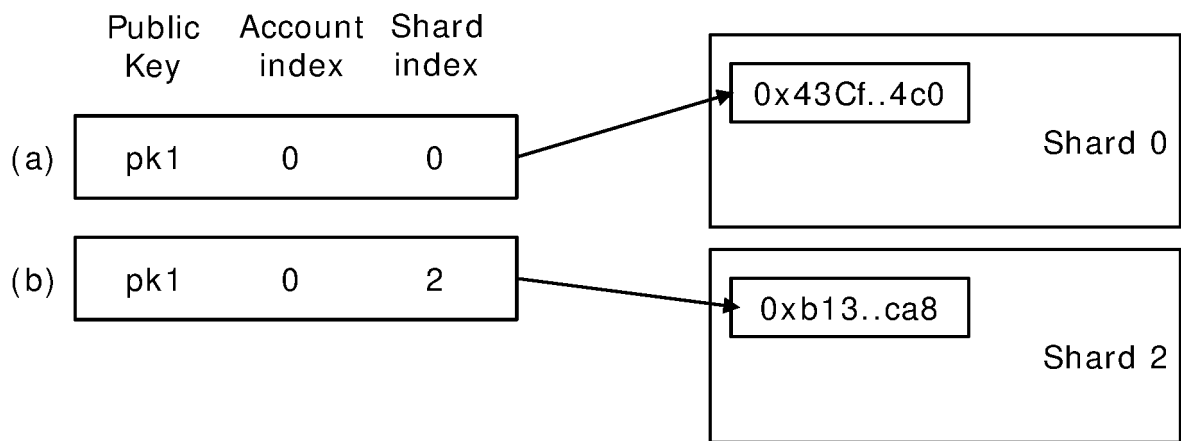 Public Account Shard
Key index index
0x43Cf..4c0
(a) pk1 0 0
Shard 0
(b) pk1 0 2
0xb13..ca8
Shard 2